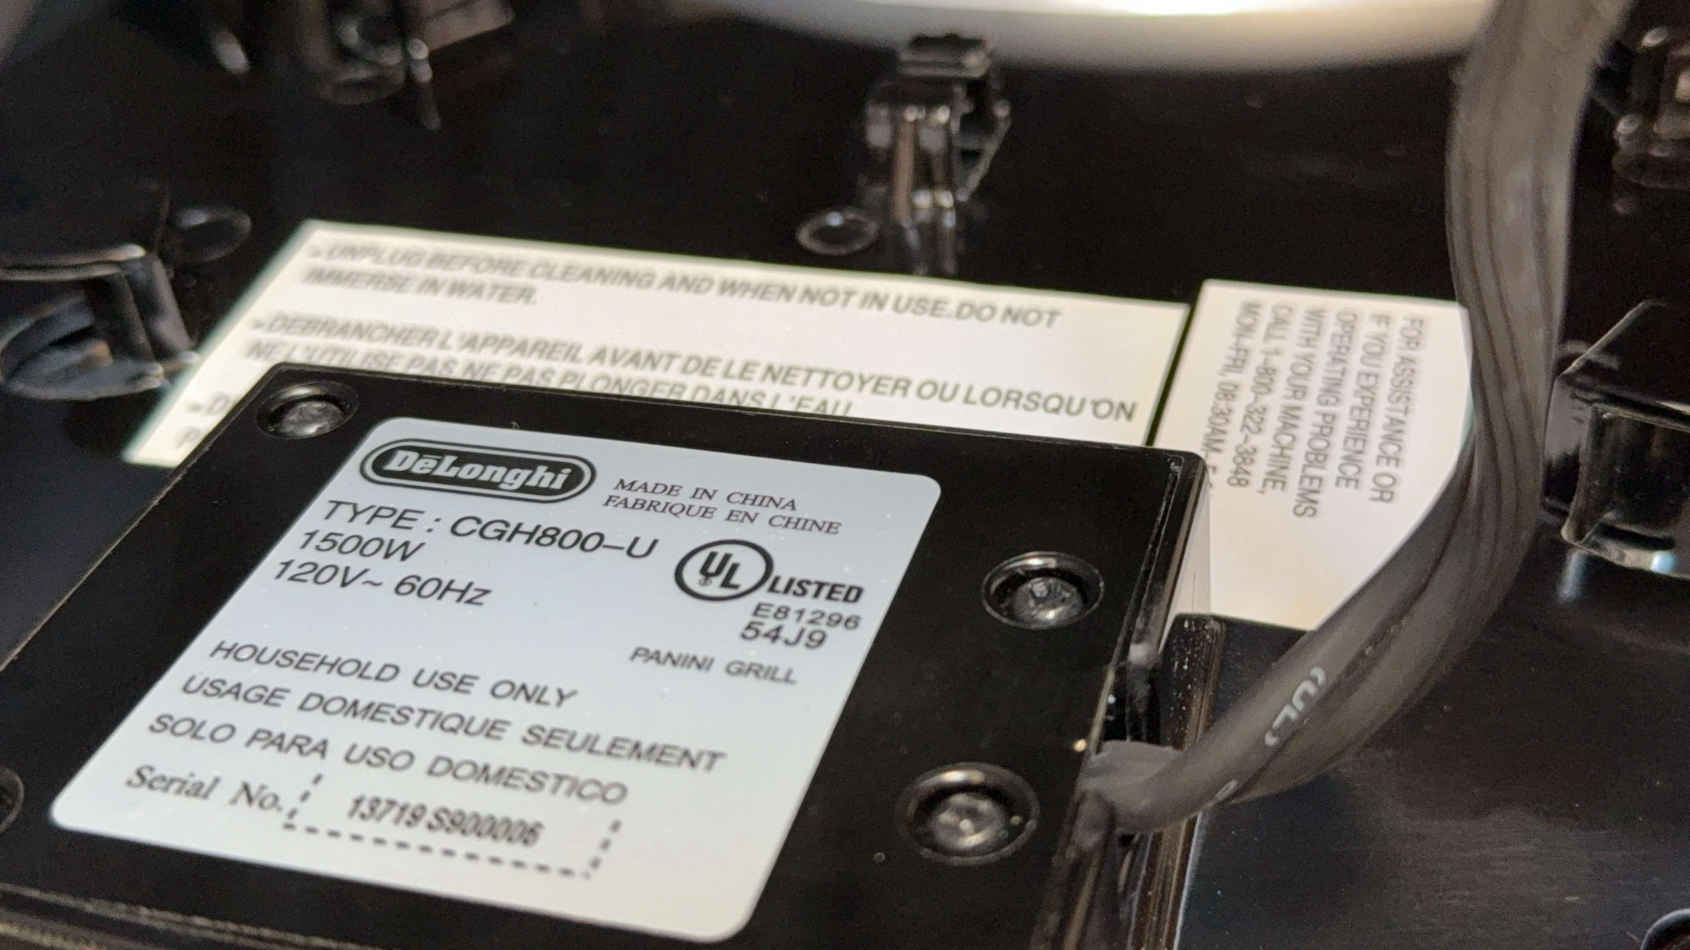 » UNPLUG BEFORE CLEANING AND WHEN NOT IN USE.DO NOT
IMMERSE IN WATER.
» DEBRANCHER L'APPAREIL AVANT DE LE NETTOYER OU LORSQU'ON
NE L'UTILISE PAS NE PAS PLONGER DANS L'EAU
FOR ASSISTANCE OR
IF YOU EXPERIENCE
OPERATING PROBLEMS
WITH YOUR MACHINE,
CALL 1-800-322-3848
MON-FRI, 08:30AM
DeLonghi
MADE IN CHINA
FABRIQUE EN CHINE
TYPE : CGH800-U
1500W
120V~ 60Hz
UL® LISTED
E81296
54J9
PANINI GRILL
HOUSEHOLD USE ONLY
USAGE DOMESTIQUE SEULEMENT
SOLO PARA USO DOMESTICO
Serial No. : 13719 S900006
(UL)